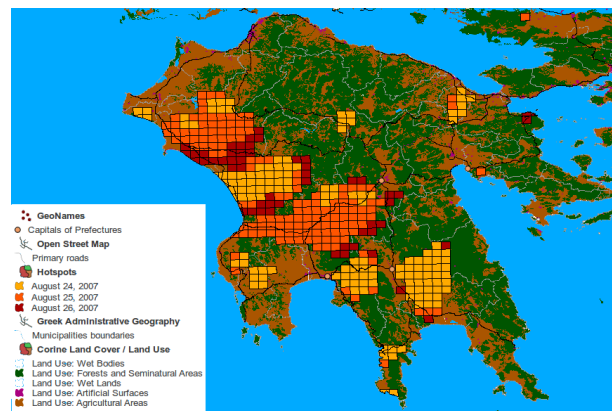 GeoNames
Capitals of Prefectures
Open Street Map
Primary roads
Hotspots
August 24, 2007
August 25, 2007
August 26, 2007
Greek Administrative Geography
Municipalities boundaries
Corine Land Cover / Land Use
Land Use: Wet Bodies
Land Use: Forests and Seminatural Areas
Land Use: Wet Lands
Land Use: Artificial Surfaces
Land Use: Agricultural Areas